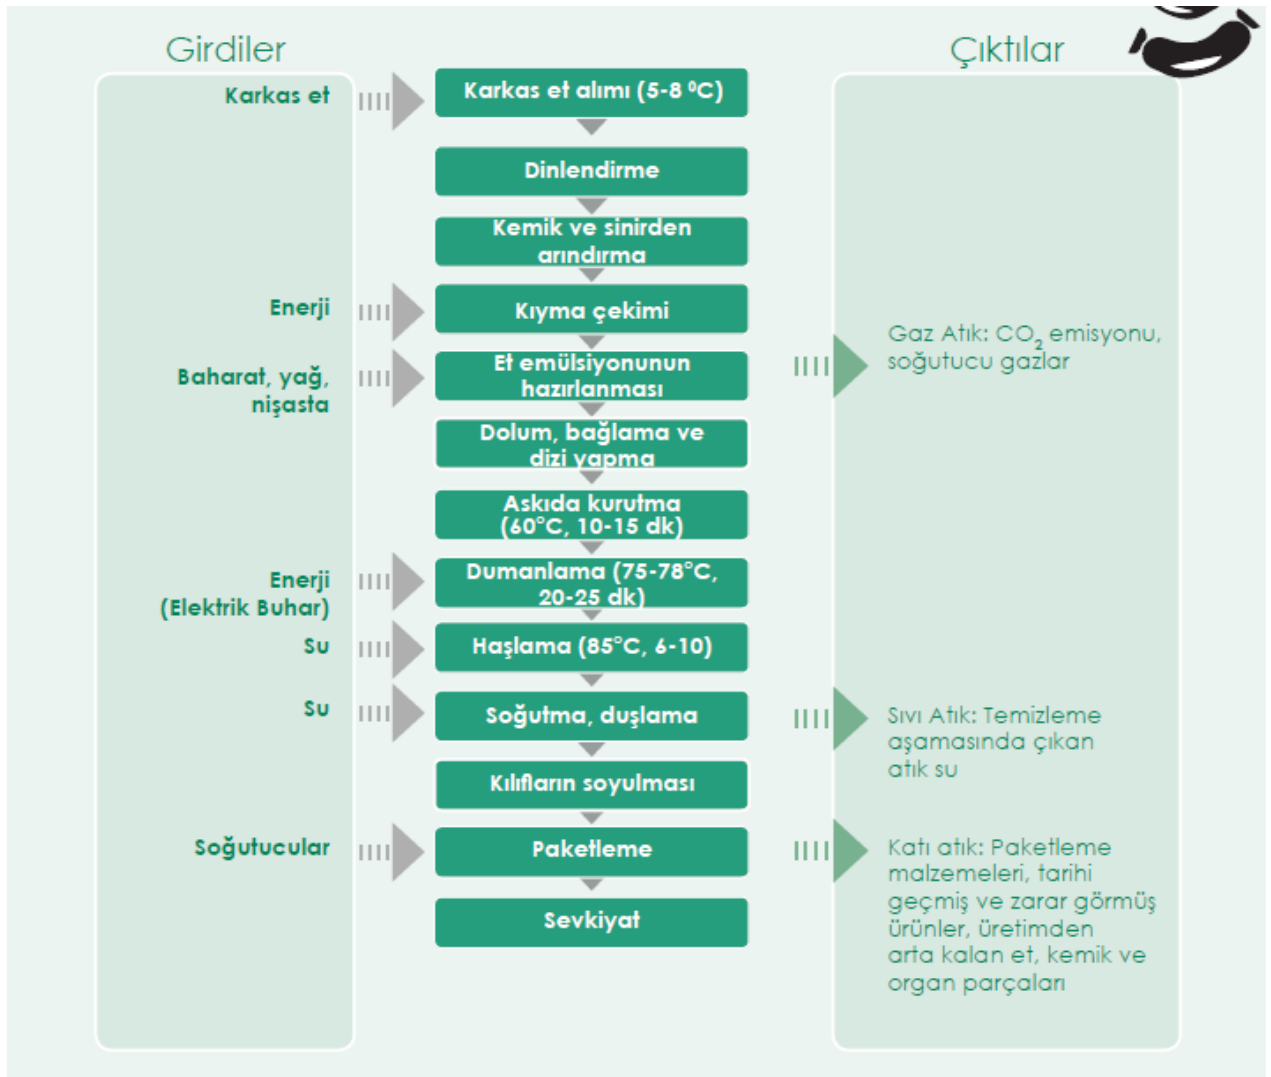 Girdiler
Çıktılar
Karkas et
Karkas et alımı (5-8 ⁰C)
Dinlendirme
Kemik ve sinirden
arındırma
Enerji
Kıyma çekimi
Baharat, yağ,
nişasta
Et emülsiyonunun
hazırlanması
Gaz Atık: CO₂ emisyonu,
soğutucu gazlar
Dolum, bağlama ve
dizi yapma
Askıda kurutma
(60°C, 10-15 dk)
Enerji
(Elektrik Buhar)
Dumanlama (75-78°C,
20-25 dk)
Su
Haşlama (85°C, 6-10)
Su
Soğutma, duşlama
Sıvı Atık: Temizleme
aşamasında çıkan
atık su
Kılıfların soyulması
Soğutucular
Paketleme
Katı atık: Paketleme
malzemeleri, tarihi
geçmiş ve zarar görmüş
ürünler, üretimden
arta kalan et, kemik ve
organ parçaları
Sevkiyat